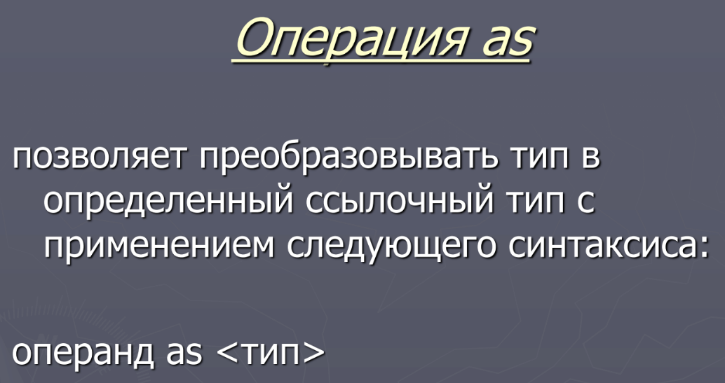 Операция as
позволяет преобразовывать тип в
определенный ссылочный тип с
применением следующего синтаксиса:
операнд as <тип>